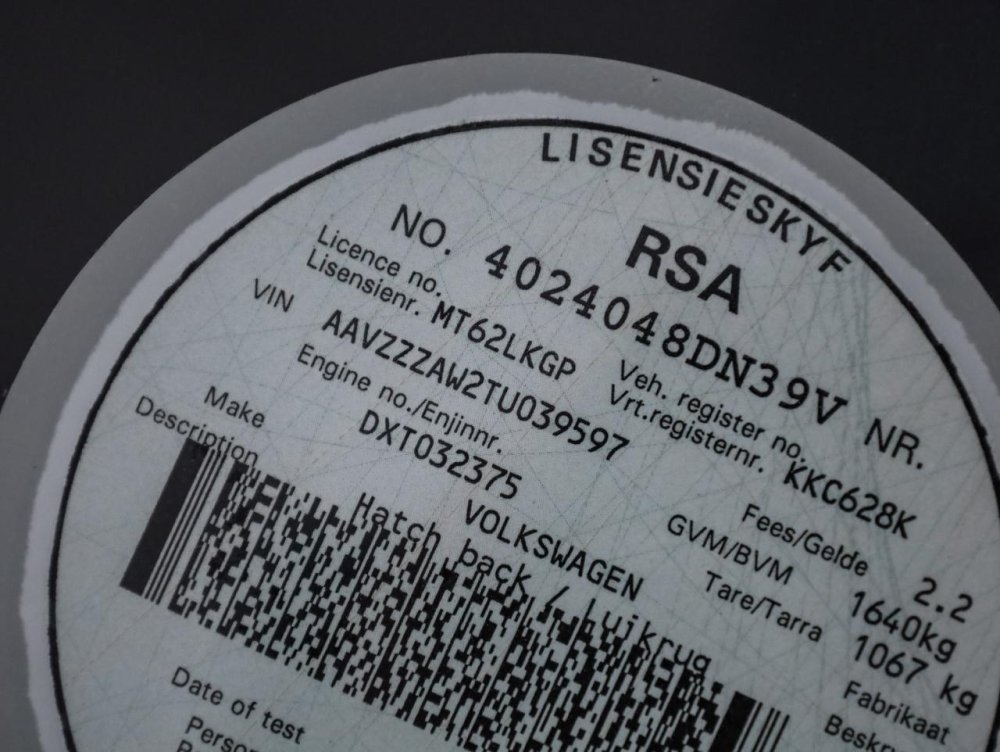 LISENSIESKYF
RSA
NO. 4024048DN39V NR.
Licence no. Veh. register no.
Lisensienr. MT62LKGP Vrt.registernr. KKC628K
VIN AAVZZZAW2TU039597 Fees/Gelde 2.2
Engine no./Enjinnr. GVM/BVM 1640kg
DXT032375 Tare/Tarra 1067 kg
Make VOLKSWAGEN Fabrikaat
Description Hatch back / Luikrug
Date of test